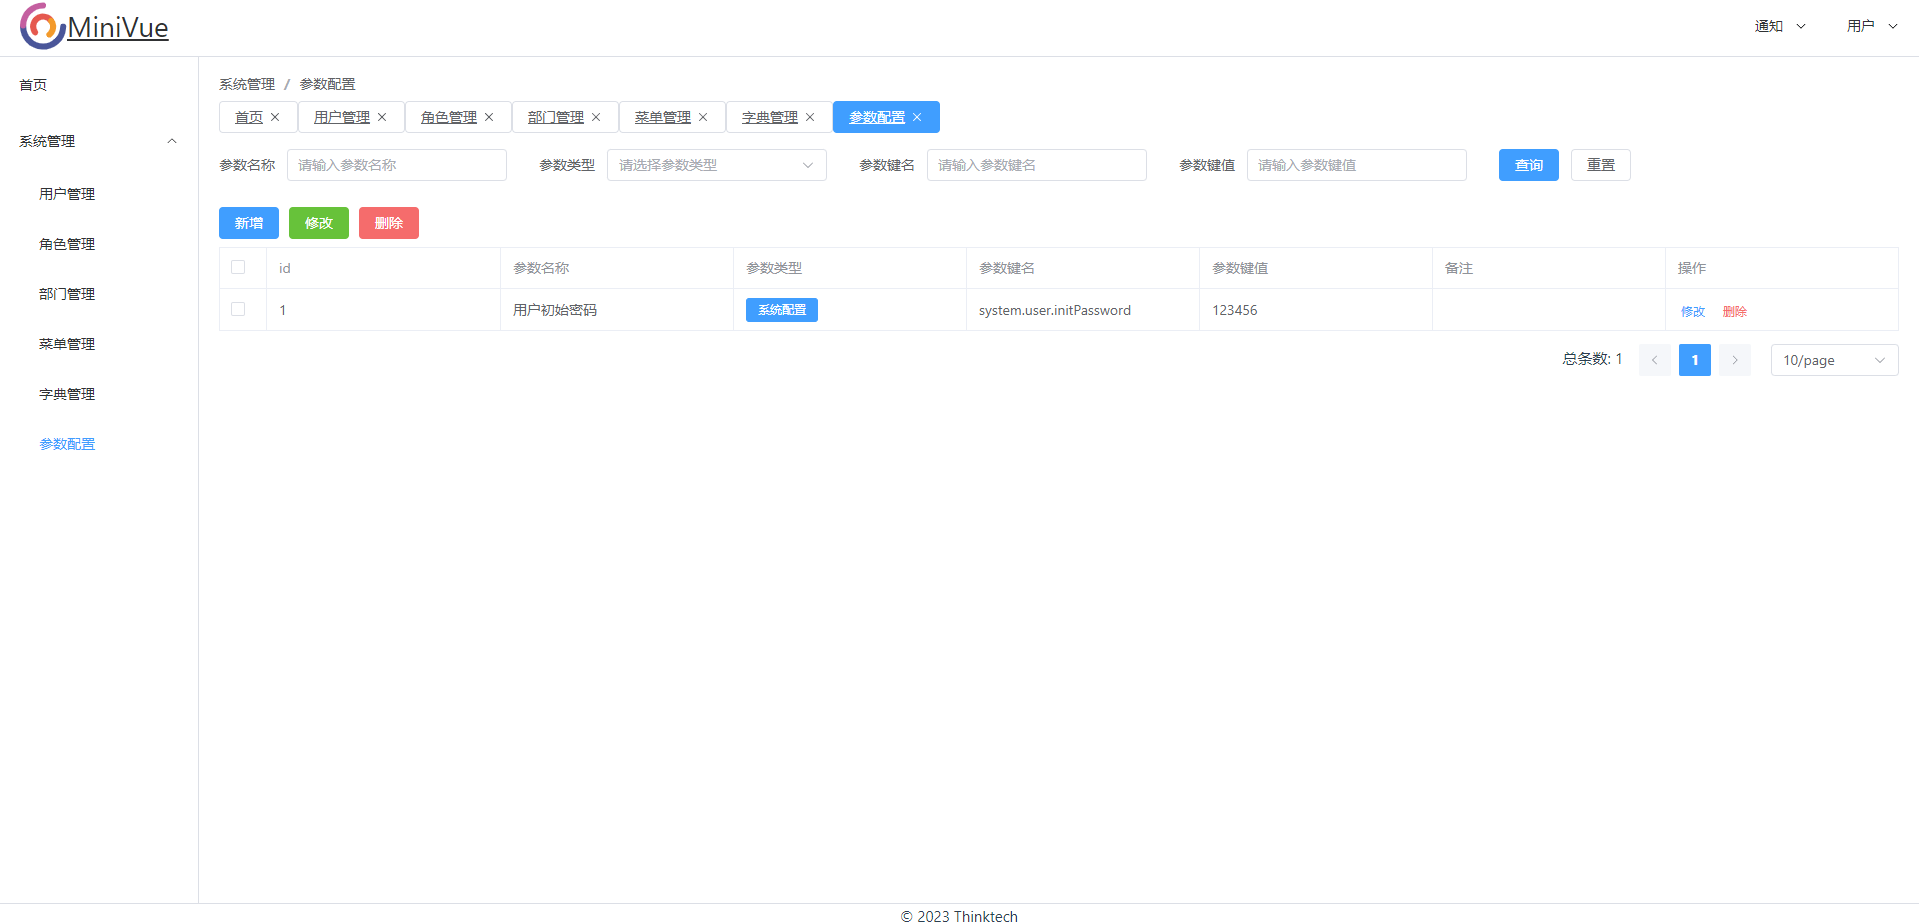 MiniVue
通知
用户
首页
系统管理
用户管理
角色管理
部门管理
菜单管理
字典管理
参数配置
系统管理 / 参数配置
首页 用户管理 角色管理 部门管理 菜单管理 字典管理 参数配置
参数名称 请输入参数名称 参数类型 请选择参数类型 参数键名 请输入参数键名 参数键值 请输入参数键值 查询 重置
新增 修改 删除
id 参数名称 参数类型 参数键名 参数键值 备注 操作
1 用户初始密码 系统配置 system.user.initPassword 123456 修改 删除
总条数: 1 1 10/page
© 2023 Thinktech